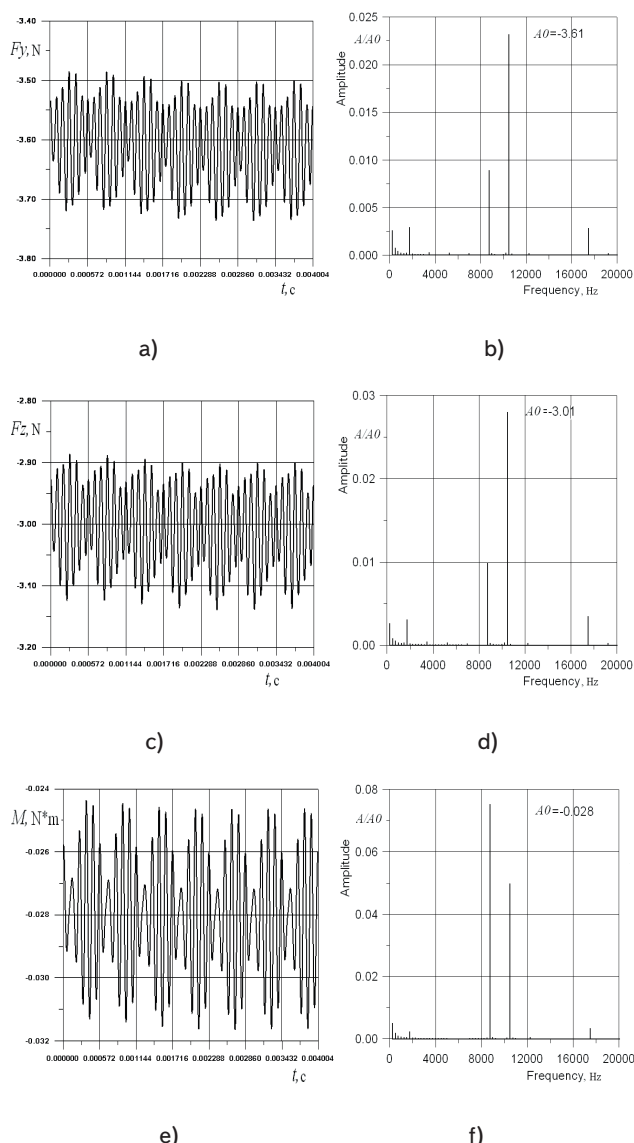 -3.40
Fy, N
-3.50
-3.60
-3.70
-3.80
0.000000 0.000572 0.001144 0.001716 0.002288 0.002860 0.003432 0.004004
t, c
a)
0.025
A0=-3.61
A/A0
0.020
Amplitude
0.015
0.010
0.005
0.000
0 4000 8000 12000 16000 20000
Frequency, Hz
b)
-2.80
Fz, N
-2.90
-3.00
-3.10
-3.20
0.000000 0.000572 0.001144 0.001716 0.002288 0.002860 0.003432 0.004004
t, c
c)
0.03
A0=-3.01
A/A0
Amplitude
0.02
0.01
0.00
0 4000 8000 12000 16000 20000
Frequency, Hz
d)
-0.024
M, N*m
-0.026
-0.028
-0.030
-0.032
0.000000 0.000572 0.001144 0.001716 0.002288 0.002860 0.003432 0.004004
t, c
e)
0.08
A0=-0.028
A/A0
Amplitude
0.06
0.04
0.02
0.00
0 4000 8000 12000 16000 20000
Frequency, Hz
f)